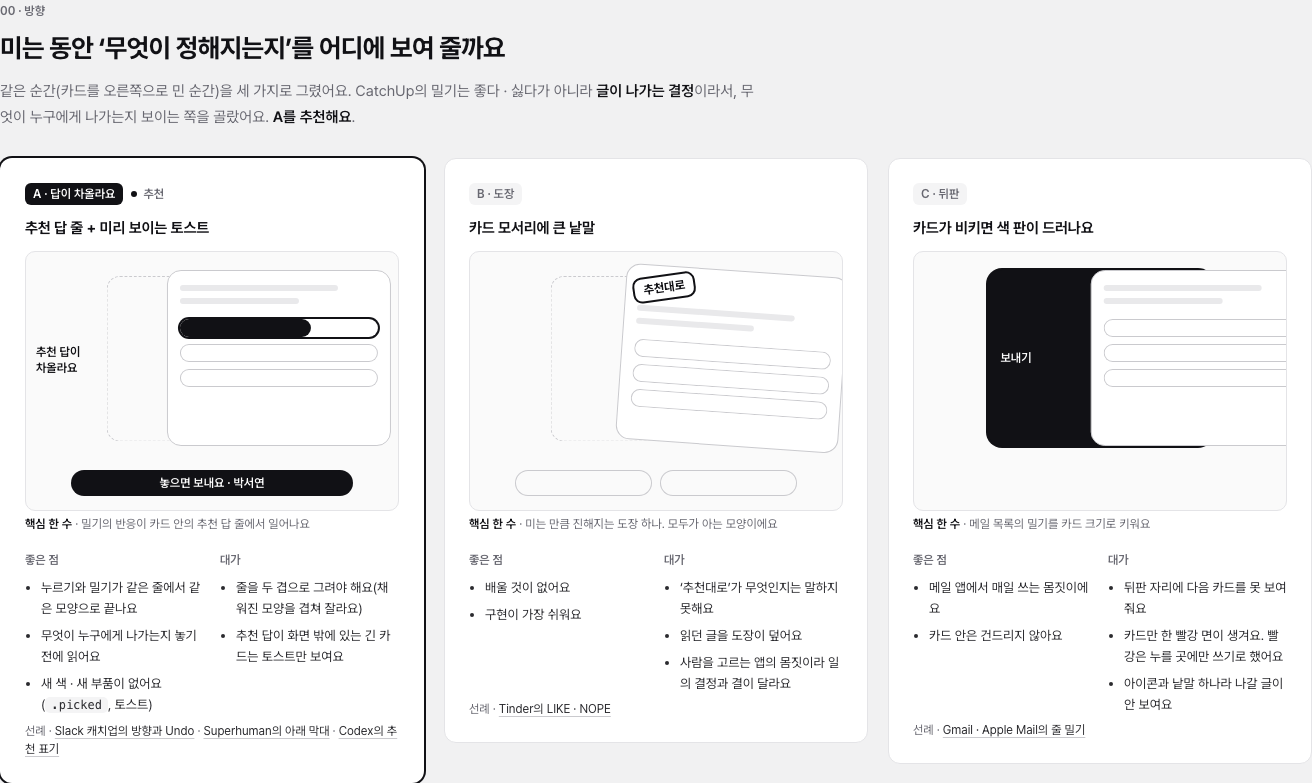 00 · 방향
미는 동안 ‘무엇이 정해지는지’를 어디에 보여 줄까요
같은 순간(카드를 오른쪽으로 민 순간)을 세 가지로 그렸어요. CatchUp의 밀기는 좋다 · 싫다가 아니라 글이 나가는 결정이라서, 무
엇이 누구에게 나가는지 보이는 쪽을 골랐어요. A를 추천해요.
A · 답이 차올라요 • 추천
추천 답 줄 + 미리 보이는 토스트
추천 답이
차올라요
놓으면 보내요 · 박서연
핵심 한 수 · 밀기의 반응이 카드 안의 추천 답 줄에서 일어나요
좋은 점
• 누르기와 밀기가 같은 줄에서 같
은 모양으로 끝나요
• 무엇이 누구에게 나가는지 놓기
전에 읽어요
• 새 색 · 새 부품이 없어요
( .picked , 토스트)
대가
• 줄을 두 겹으로 그려야 해요(채
워진 모양을 겹쳐 잘라요)
• 추천 답이 화면 밖에 있는 긴 카
드는 토스트만 보여요
선례 · Slack 캐치업의 방향과 Undo · Superhuman의 아래 막대 · Codex의 추
천 표기
B · 도장
카드 모서리에 큰 낱말
추천대로
핵심 한 수 · 미는 만큼 진해지는 도장 하나. 모두가 아는 모양이에요
좋은 점
• 배울 것이 없어요
• 구현이 가장 쉬워요
대가
• ‘추천대로’가 무엇인지는 말하지
못해요
• 읽던 글을 도장이 덮어요
• 사람을 고르는 앱의 몸짓이라 일
의 결정과 결이 달라요
선례 · Tinder의 LIKE · NOPE
C · 뒤판
카드가 비키면 색 판이 드러나요
보내기
핵심 한 수 · 메일 목록의 밀기를 카드 크기로 키워요
좋은 점
• 메일 앱에서 매일 쓰는 몸짓이에
요
• 카드 안은 건드리지 않아요
대가
• 뒤판 자리에 다음 카드를 못 보여
줘요
• 카드만 한 빨강 면이 생겨요. 빨
강은 누를 곳에만 쓰기로 했어요
• 아이콘과 낱말 하나라 나갈 글이
안 보여요
선례 · Gmail · Apple Mail의 줄 밀기